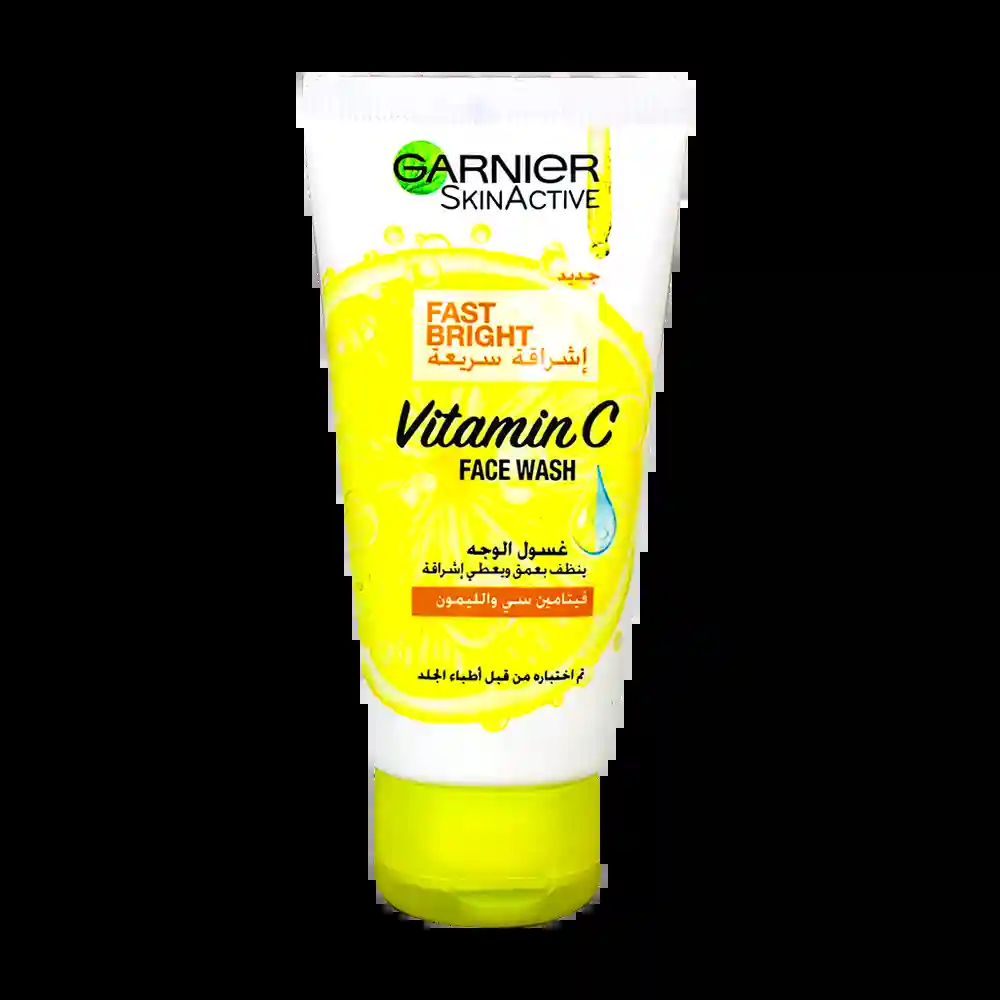 GARNIER
SKINACTIVE
جديد
FAST
BRIGHT
إشراقة سريعة
Vitamin C
FACE WASH
غسول الوجه
ينظف بعمق ويعطي إشراقة
فيتامين سي والليمون
تم اختباره من قبل أطباء الجلد